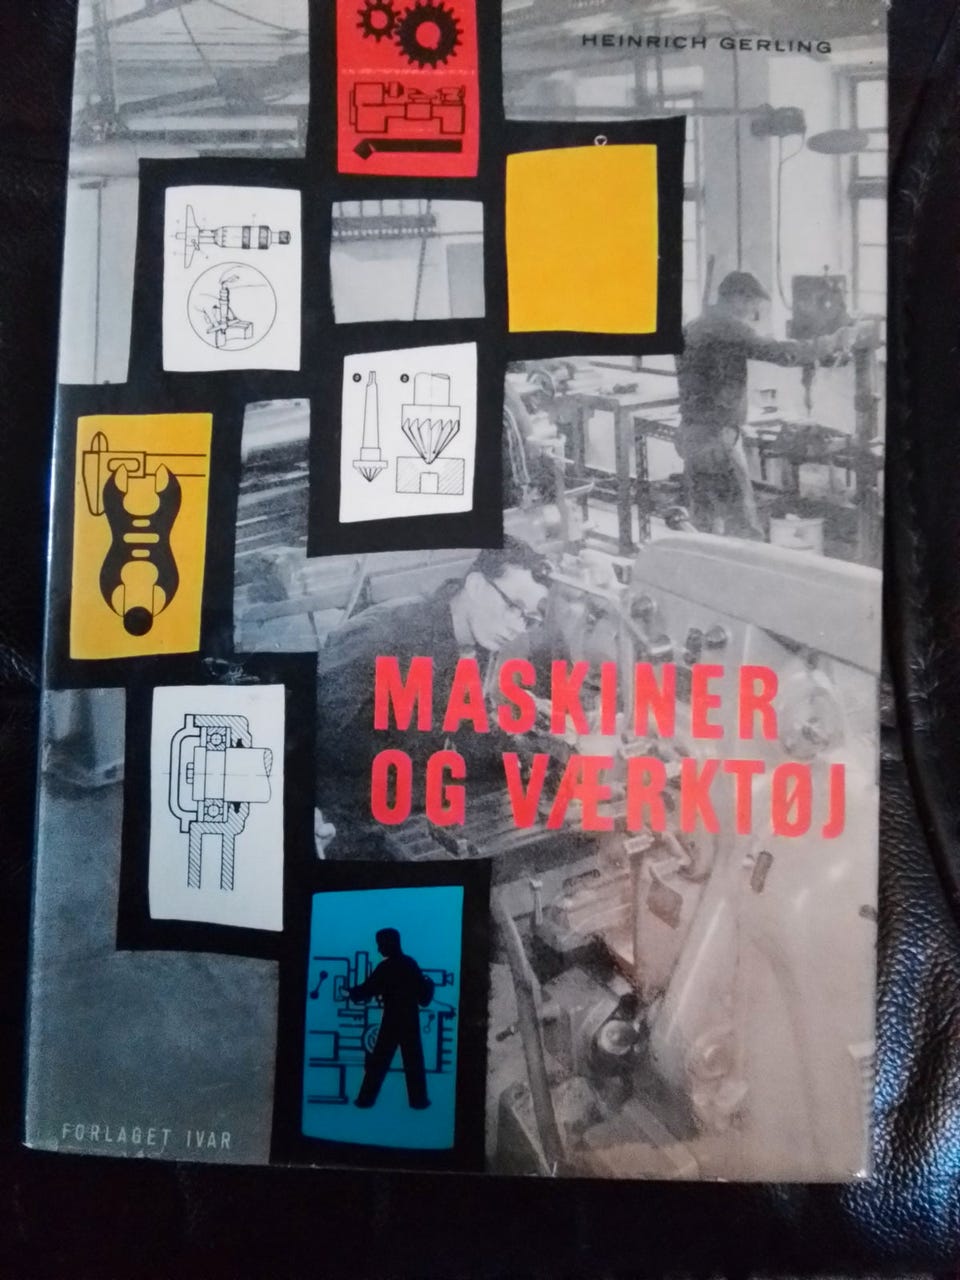 HEINRICH GERLING
MASKINER
OG VÆRKTØJ
FORLAGET IVAR